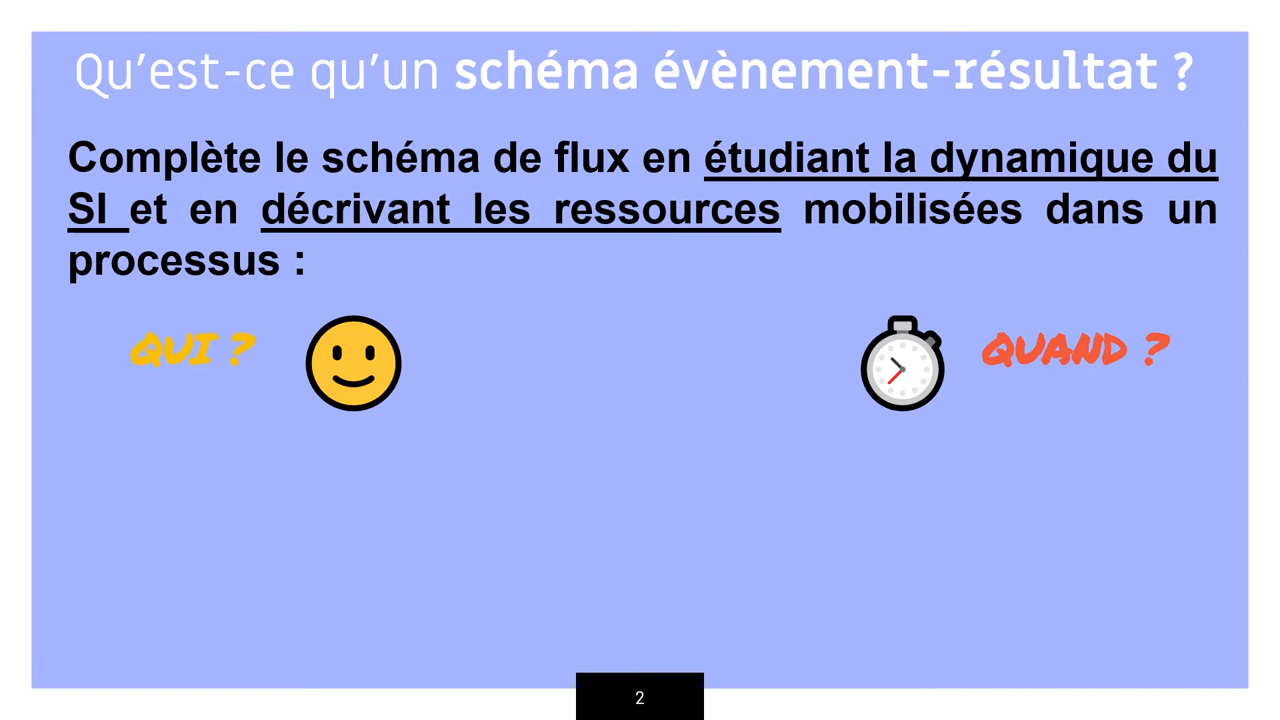 Qu’est-ce qu’un schéma évènement-résultat ?
Complète le schéma de flux en étudiant la dynamique du
SI et en décrivant les ressources mobilisées dans un
processus :
QUI ?
QUAND ?
2